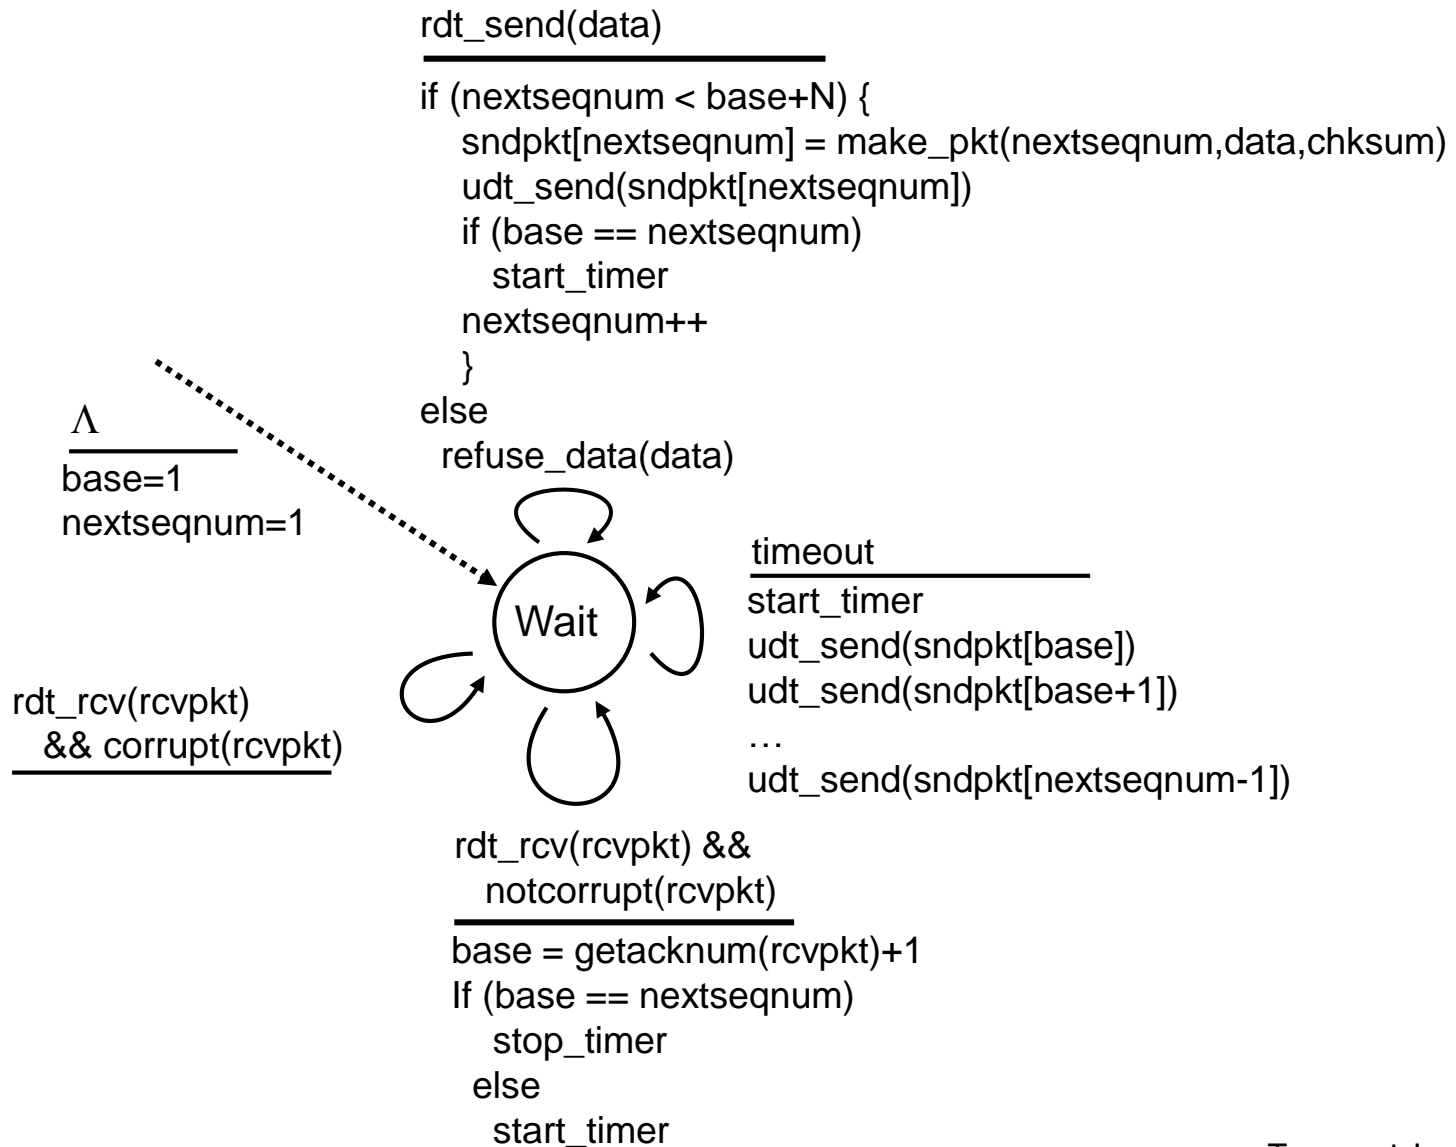 rdt_send(data)
if (nextseqnum < base+N) {
sndpkt[nextseqnum] = make_pkt(nextseqnum,data,chksum)
udt_send(sndpkt[nextseqnum])
if (base == nextseqnum)
start_timer
nextseqnum++
}
else
refuse_data(data)
Λ
base=1
nextseqnum=1
Wait
timeout
start_timer
udt_send(sndpkt[base])
udt_send(sndpkt[base+1])
…
udt_send(sndpkt[nextseqnum-1])
rdt_rcv(rcvpkt)
&& corrupt(rcvpkt)
rdt_rcv(rcvpkt) &&
notcorrupt(rcvpkt)
base = getacknum(rcvpkt)+1
If (base == nextseqnum)
stop_timer
else
start_timer